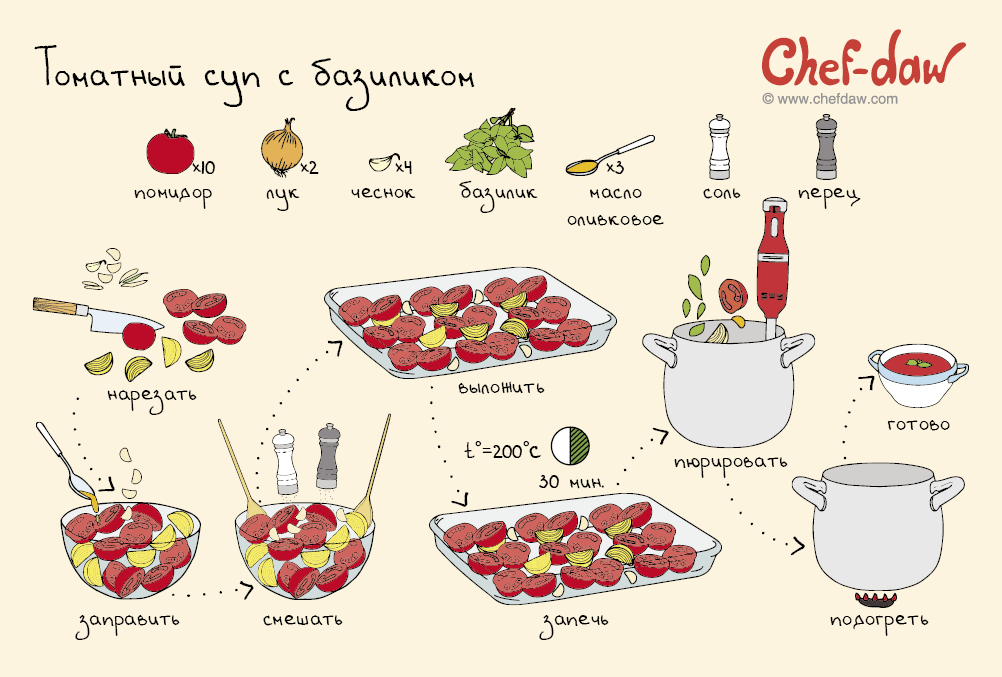 Томатный суп с базиликом
Chef-daw
© www.chefdaw.com
x10
x2
x4
x3
помидор
лук
чеснок
базилик
масло
оливковое
соль
перец
нарезать
выложить
t°=200°c
30 мин.
пюрировать
готово
заправить
смешать
запечь
подогреть